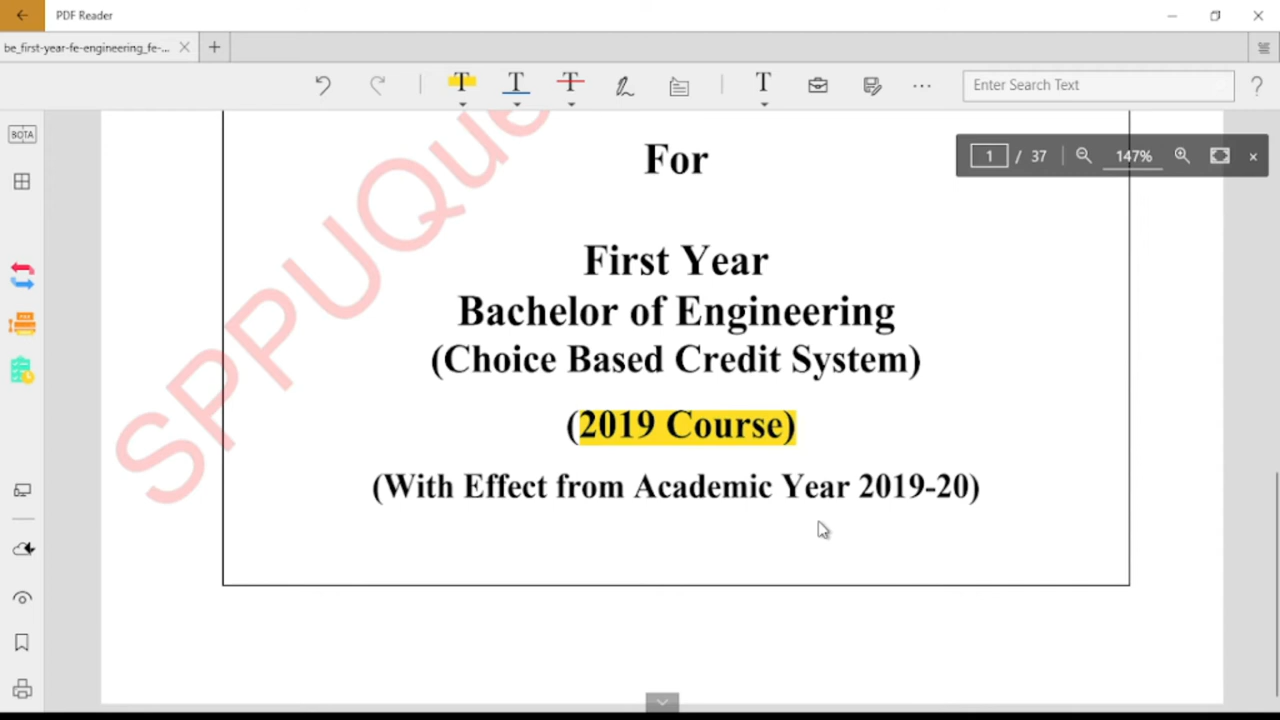 PDF Reader
be_first-year-fe-engineering_fe-...
Enter Search Text
?
BOTA
1 / 37
147%
For
First Year
Bachelor of Engineering
(Choice Based Credit System)
(2019 Course)
(With Effect from Academic Year 2019-20)
SPPUQue